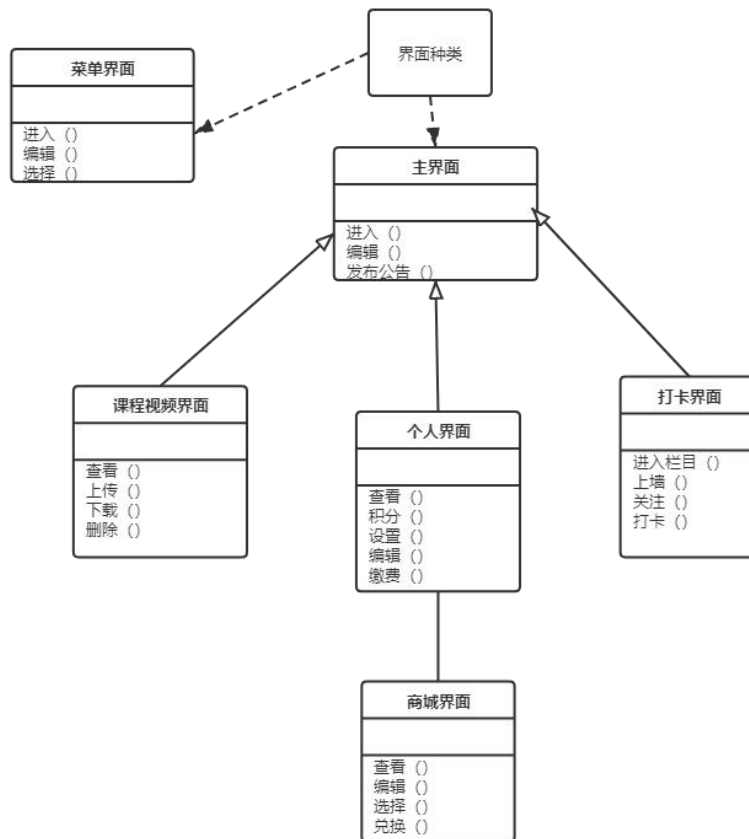 界面种类
菜单界面
进入（）
编辑（）
选择（）
主界面
进入（）
编辑（）
发布公告（）
课程视频界面
查看（）
上传（）
下载（）
删除（）
个人界面
查看（）
积分（）
设置（）
编辑（）
缴费（）
打卡界面
进入栏目（）
上墙（）
关注（）
打卡（）
商城界面
查看（）
编辑（）
选择（）
兑换（）